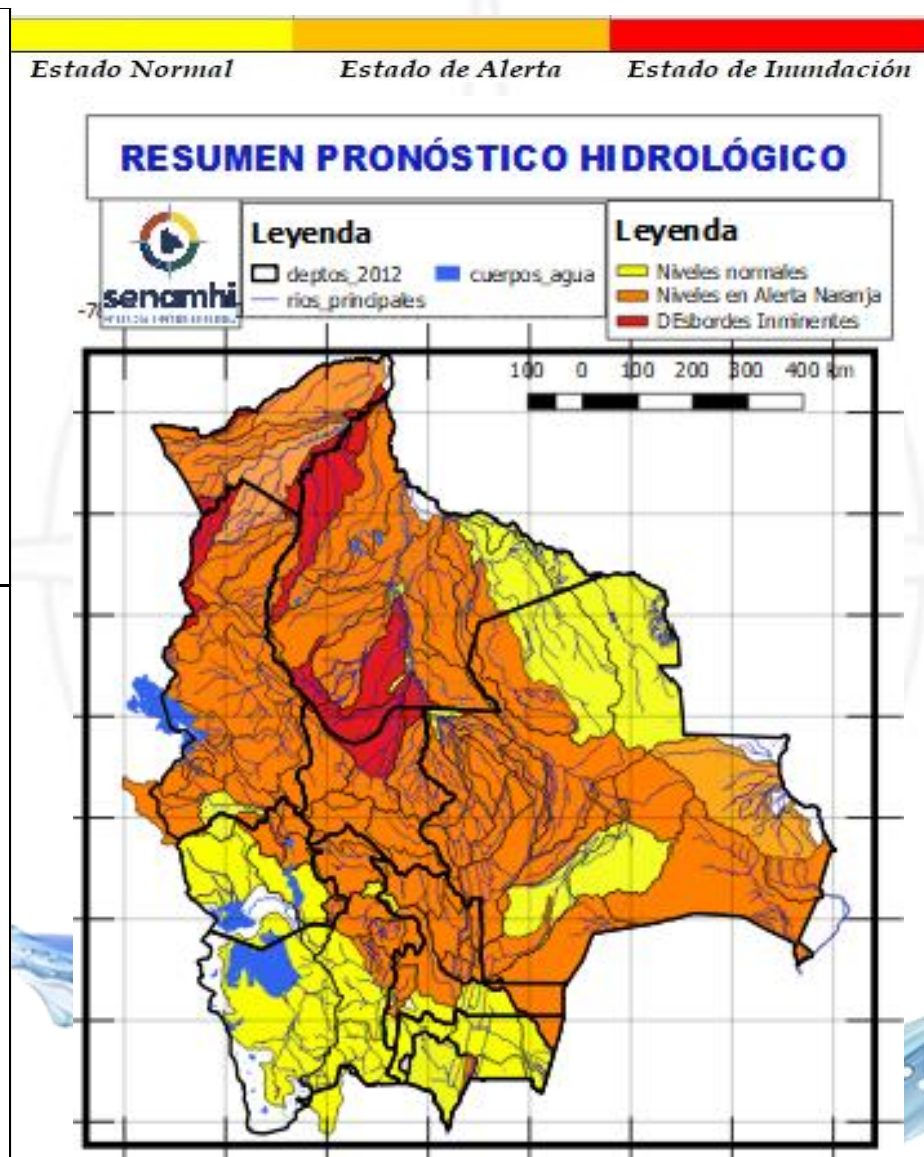 Estado Normal Estado de Alerta Estado de Inundación
RESUMEN PRONÓSTICO HIDROLÓGICO
senamhi
Leyenda
deptos_2012 cuerpos_agua
rios_principales
Leyenda
Niveles normales
Niveles en Alerta Naranja
DEsbordes Inminentes
100 0 100 200 300 400 km